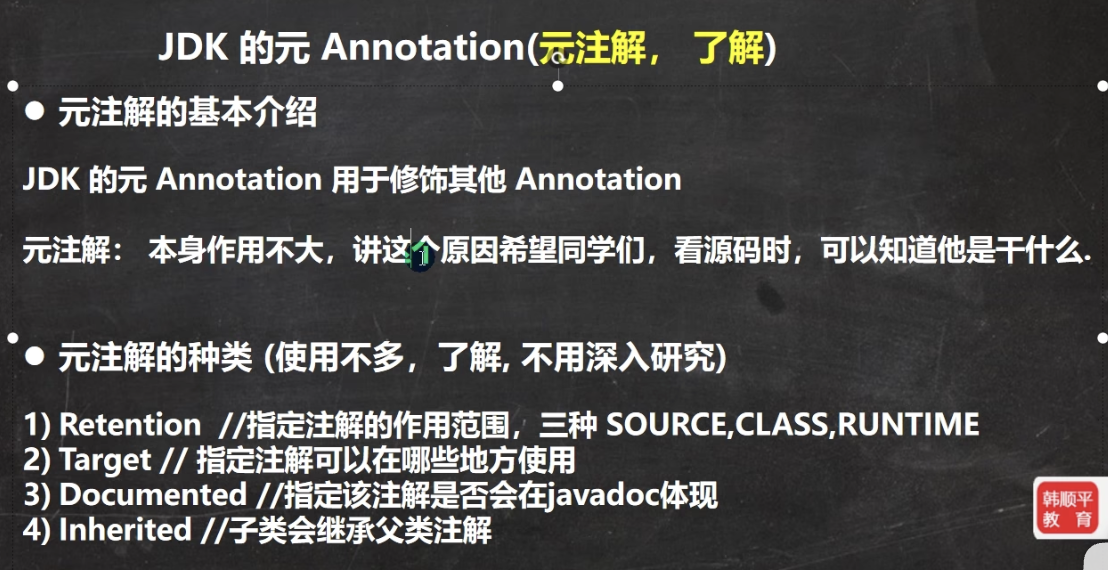 JDK 的元 Annotation(元注解， 了解)
● 元注解的基本介绍
JDK 的元 Annotation 用于修饰其他 Annotation
元注解： 本身作用不大，讲这个原因希望同学们，看源码时，可以知道他是干什么.
● 元注解的种类 (使用不多，了解, 不用深入研究)
1) Retention //指定注解的作用范围，三种 SOURCE,CLASS,RUNTIME
2) Target // 指定注解可以在哪些地方使用
3) Documented //指定该注解是否会在javadoc体现
4) Inherited //子类会继承父类注解
韩顺平
教育